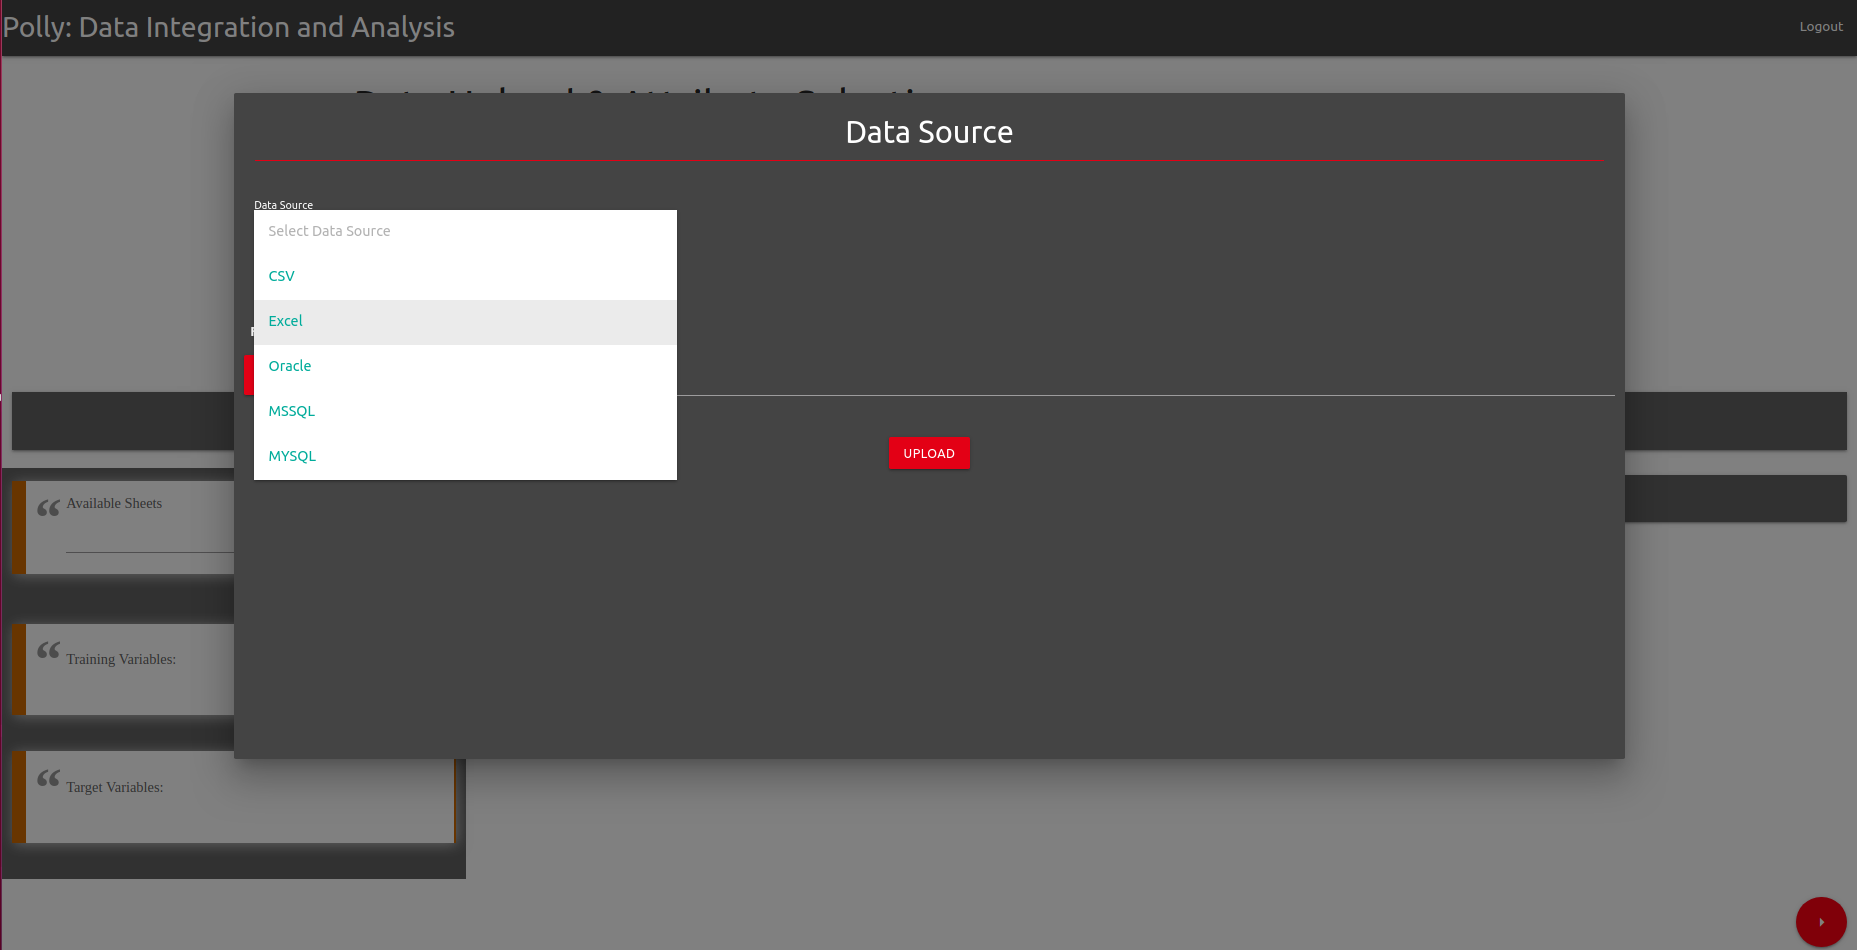 Polly: Data Integration and Analysis
Logout
Data Source
Data Source
Select Data Source
CSV
Excel
Oracle
MSSQL
MYSQL
UPLOAD
Available Sheets
Training Variables:
Target Variables: